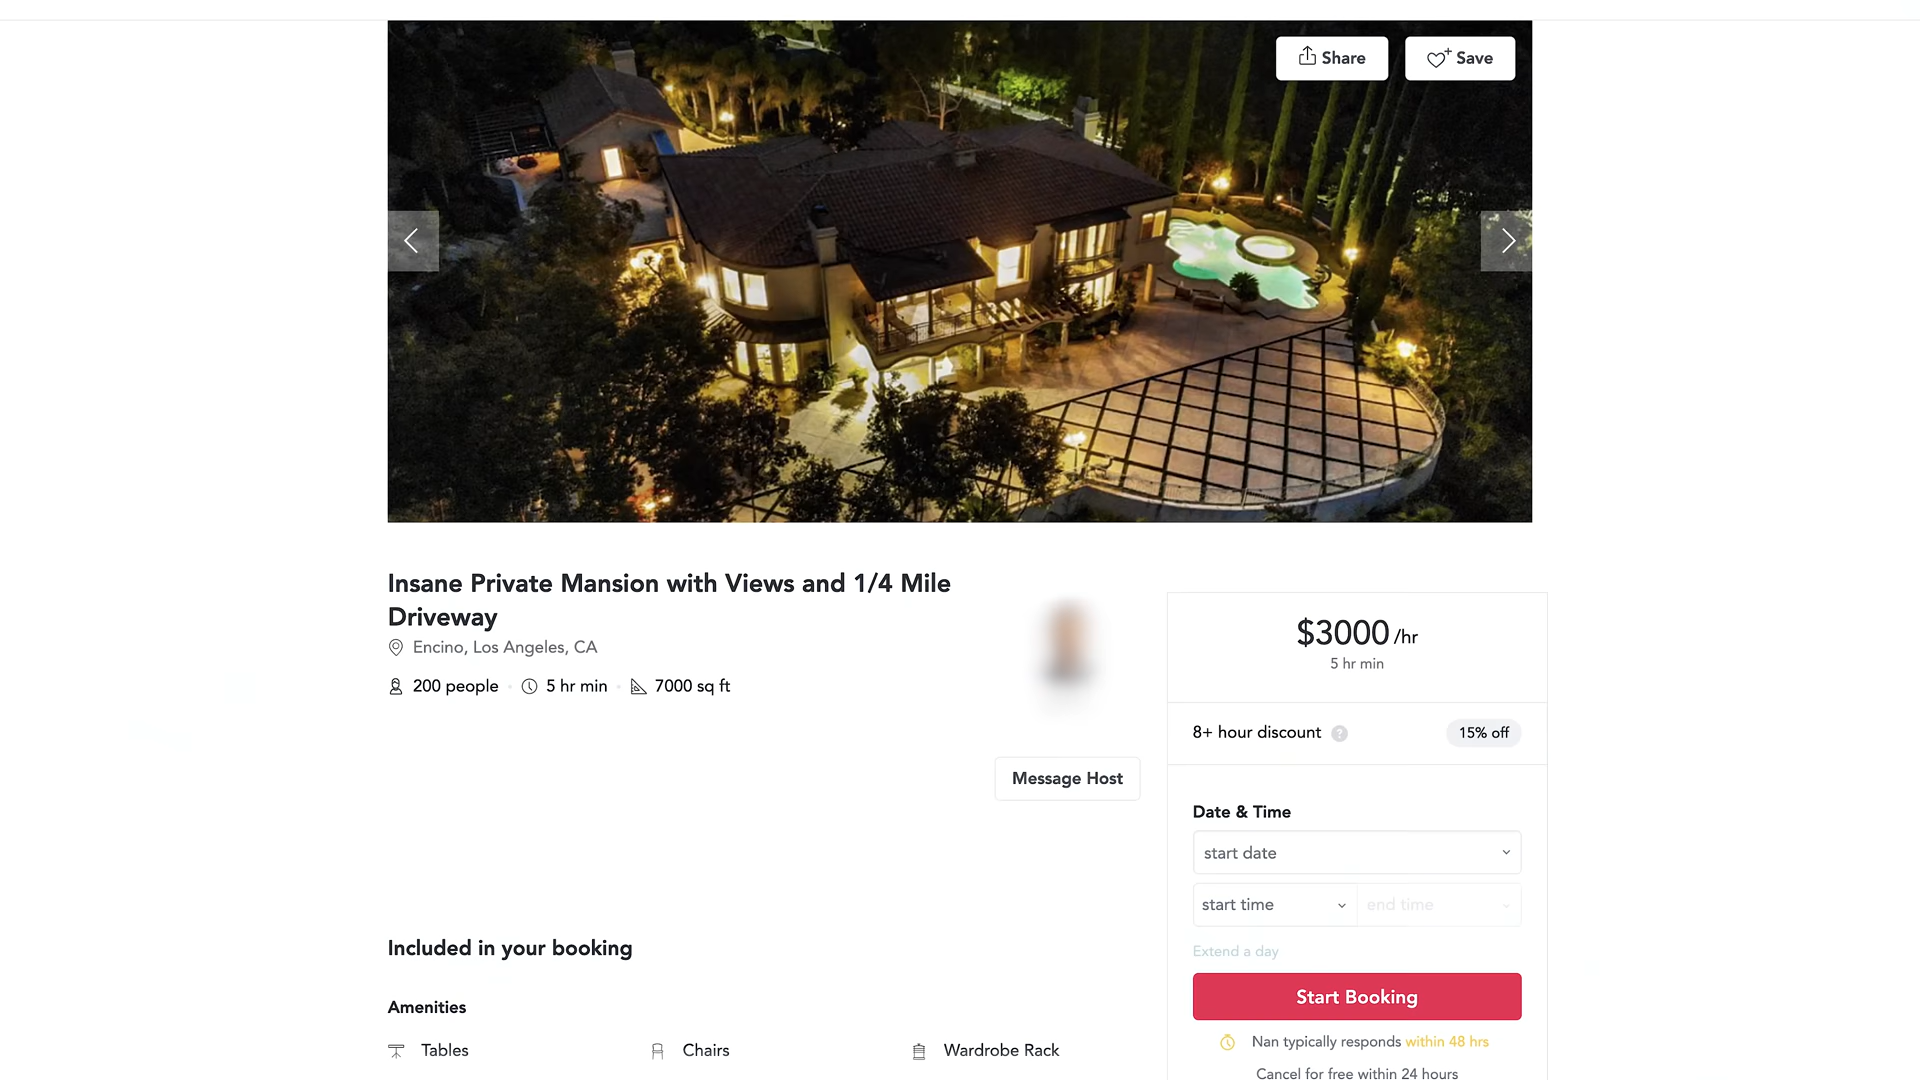 Share
Save
Insane Private Mansion with Views and 1/4 Mile
Driveway
Encino, Los Angeles, CA
200 people
5 hr min
7000 sq ft
Message Host
Included in your booking
Amenities
Tables
Chairs
Wardrobe Rack
$3000/hr
5 hr min
8+ hour discount ?
15% off
Date & Time
start date
start time
end time
Extend a day
Start Booking
Nan typically responds within 48 hrs
Cancel for free within 24 hours